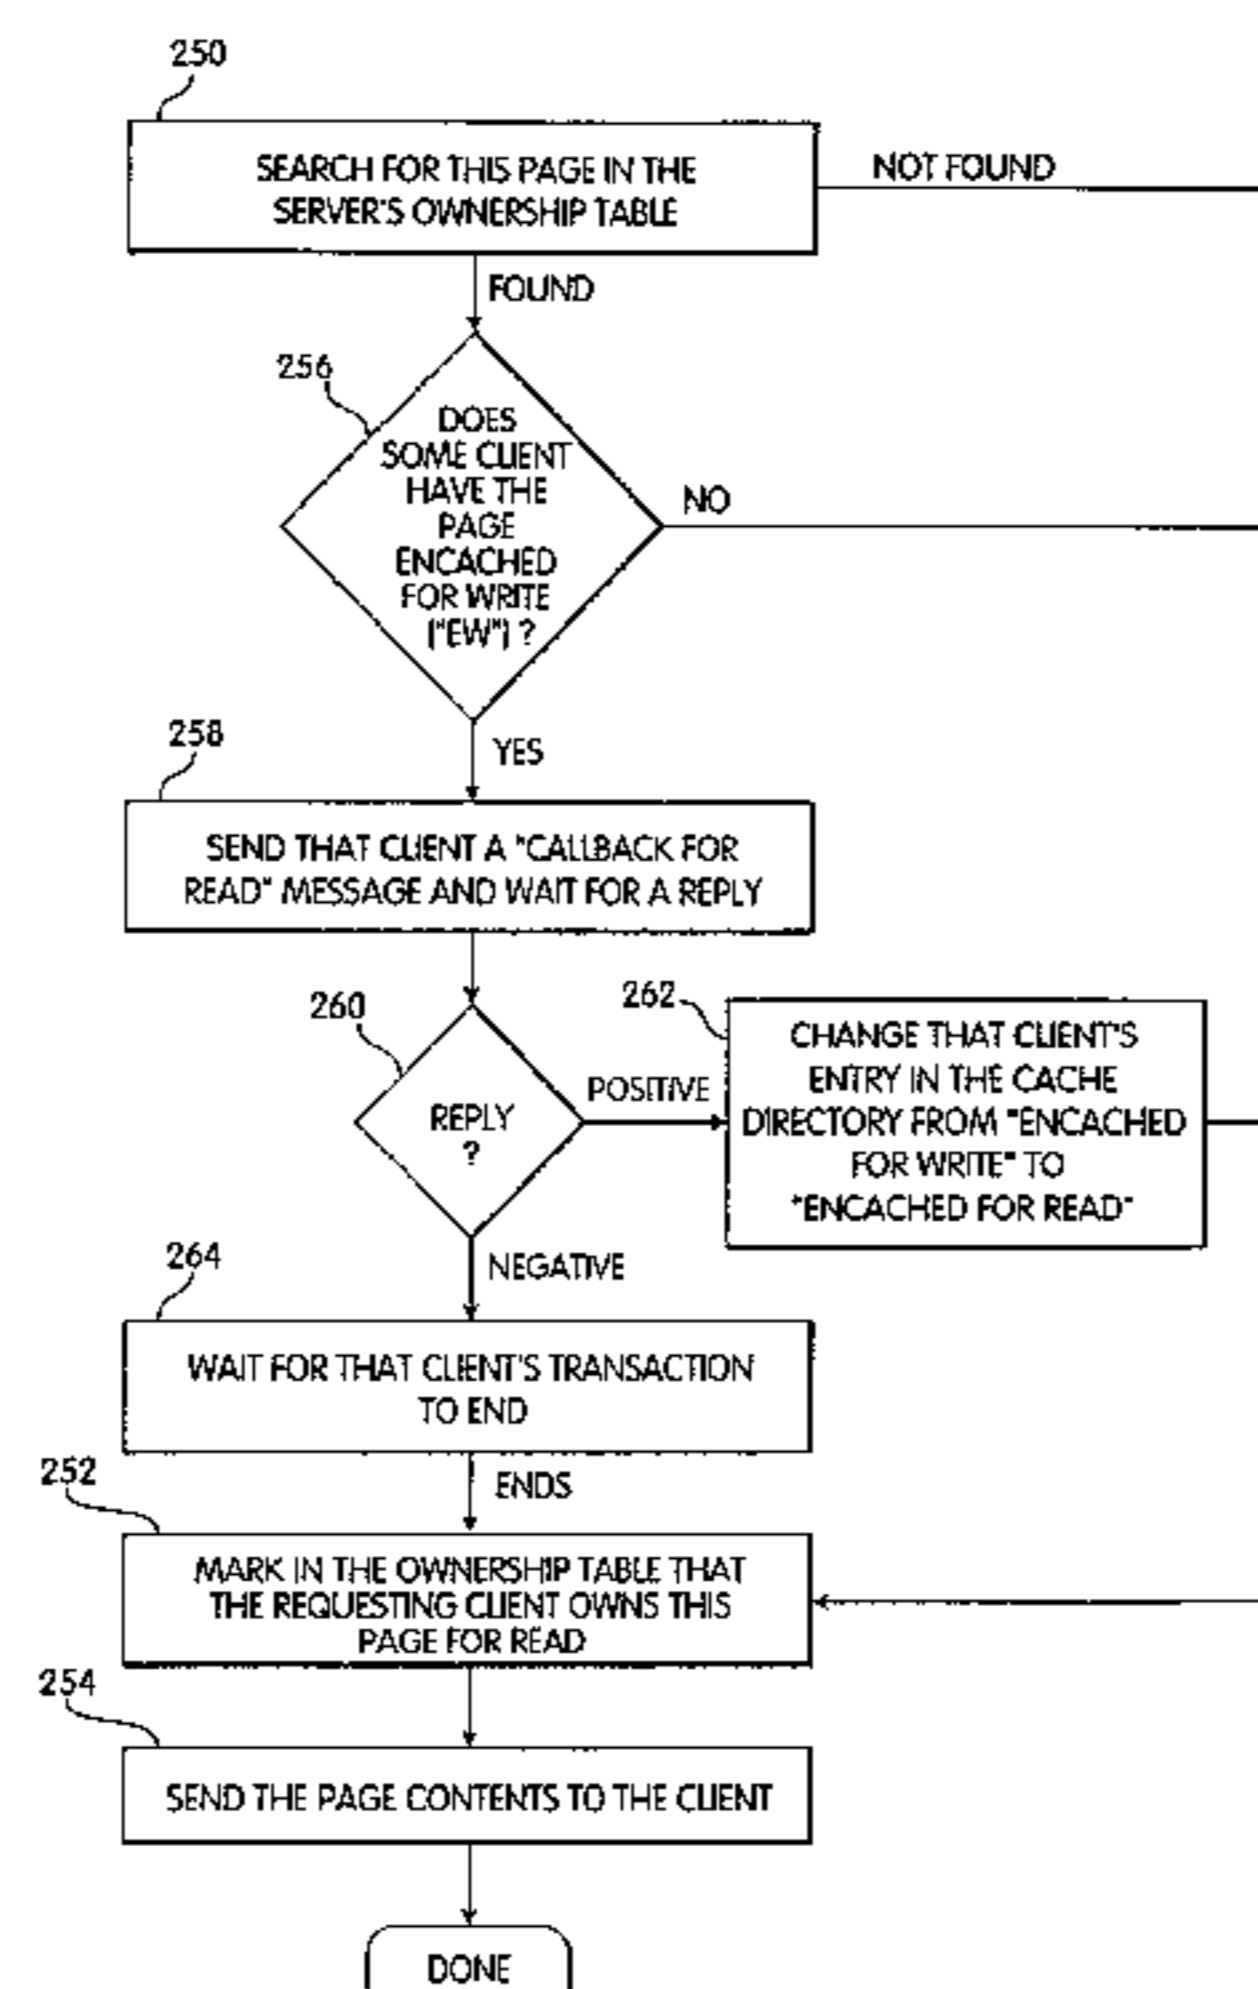 250
SEARCH FOR THIS PAGE IN THE
SERVER'S OWNERSHIP TABLE
NOT FOUND
FOUND
256
DOES
SOME CLIENT
HAVE THE
PAGE
ENCACHED
FOR WRITE
("EW") ?
NO
YES
258
SEND THAT CLIENT A "CALLBACK FOR
READ" MESSAGE AND WAIT FOR A REPLY
260
REPLY
?
POSITIVE
262
CHANGE THAT CLIENT'S
ENTRY IN THE CACHE
DIRECTORY FROM "ENCACHED
FOR WRITE" TO
"ENCACHED FOR READ"
NEGATIVE
264
WAIT FOR THAT CLIENT'S TRANSACTION
TO END
ENDS
252
MARK IN THE OWNERSHIP TABLE THAT
THE REQUESTING CLIENT OWNS THIS
PAGE FOR READ
254
SEND THE PAGE CONTENTS TO THE CLIENT
DONE